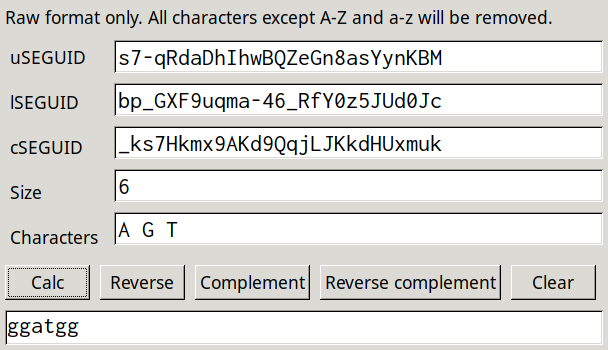 Raw format only. All characters except A-Z and a-z will be removed.
uSEGUID s7-qRdaDhIhwBQZeGn8asYynKBM
lSEGUID bp_GXF9uqma-46_RfY0z5JUd0Jc
cSEGUID _ks7Hkmx9AKd9QqjLJKkdHUxmuk
Size 6
Characters A G T
Calc Reverse Complement Reverse complement Clear
ggatgg